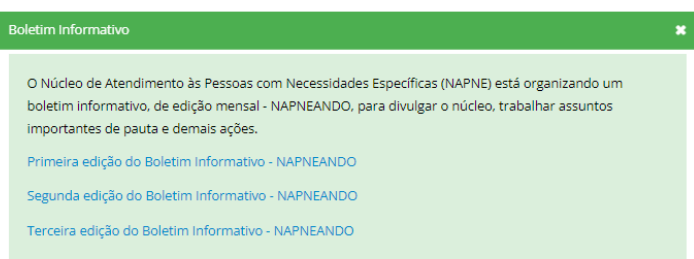 Boletim Informativo
O Núcleo de Atendimento às Pessoas com Necessidades Específicas (NAPNE) está organizando um
boletim informativo, de edição mensal - NAPNEANDO, para divulgar o núcleo, trabalhar assuntos
importantes de pauta e demais ações.
Primeira edição do Boletim Informativo - NAPNEANDO
Segunda edição do Boletim Informativo - NAPNEANDO
Terceira edição do Boletim Informativo - NAPNEANDO